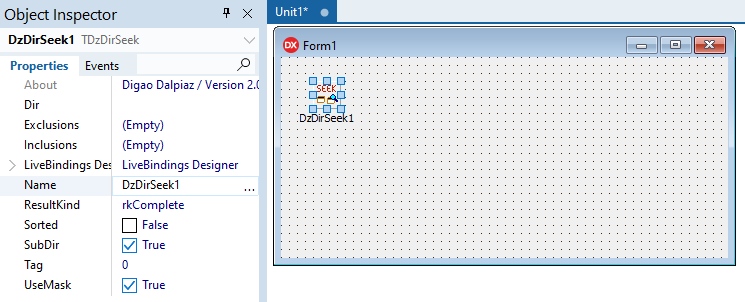 Object Inspector
DzDirSeek1 TDzDirSeek
Properties Events
About Digao Dalpiaz / Version 2.0
Dir
Exclusions (Empty)
Inclusions (Empty)
LiveBindings Des LiveBindings Designer
Name DzDirSeek1 ...
ResultKind rkComplete
Sorted False
SubDir True
Tag 0
UseMask True
Unit1*
DX Form1
SEEK
DzDirSeek1